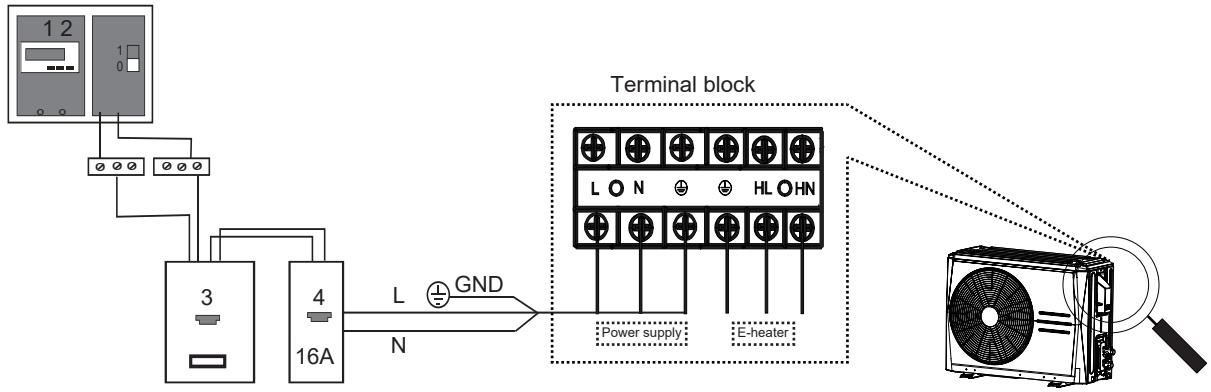 1 2
1
0
Terminal block
L N HL HN
3
4
16A
L
GND
N
Power supply
E-heater